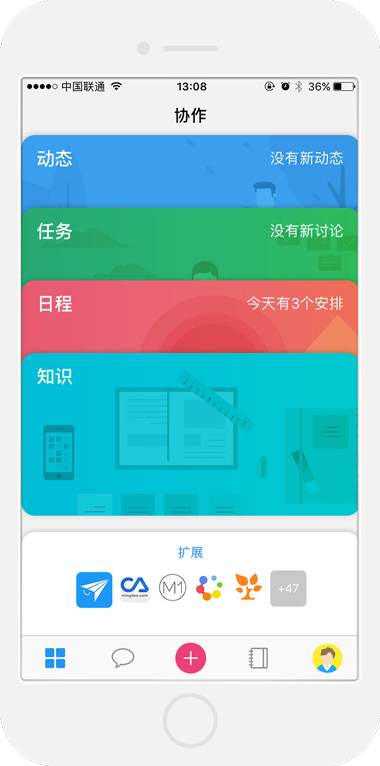 中国联通 13:08 36%
协作
动态 没有新动态
任务 没有新讨论
日程 今天有3个安排
知识
扩展
CA M1 +47
mingdao.com